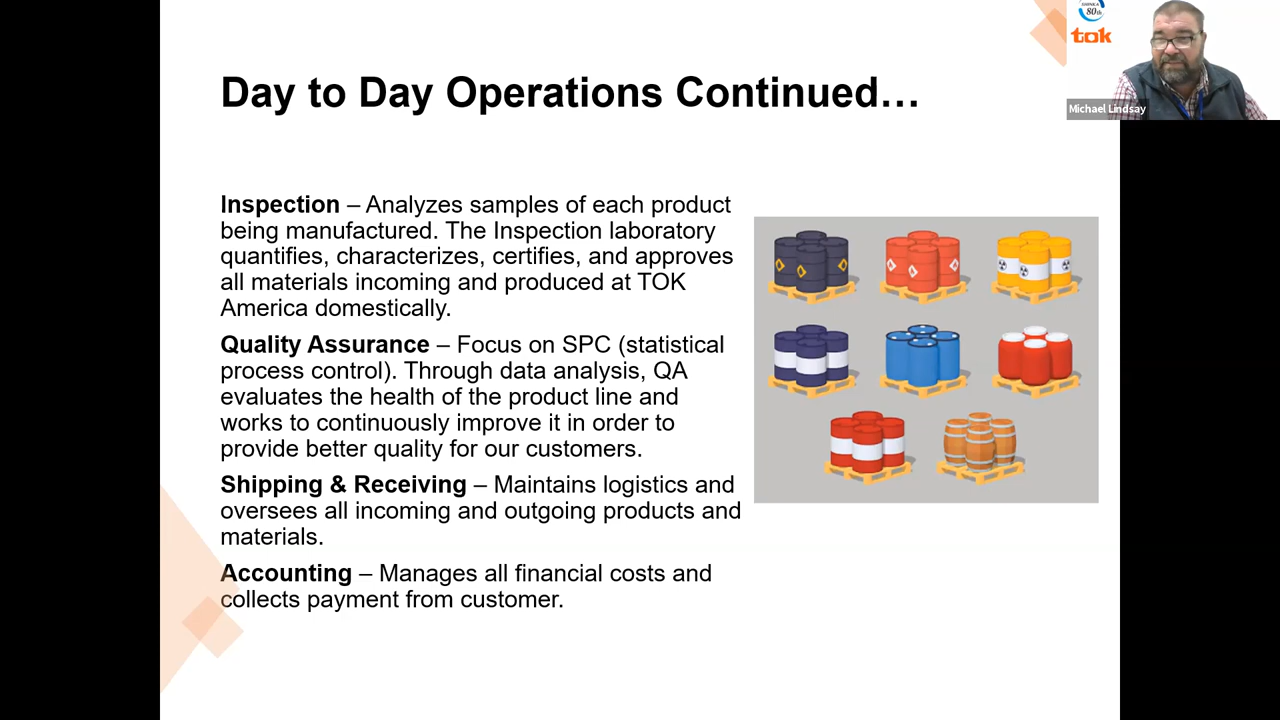 80th
tok
Michael Lindsay
Day to Day Operations Continued…
Inspection – Analyzes samples of each product
being manufactured. The Inspection laboratory
quantifies, characterizes, certifies, and approves
all materials incoming and produced at TOK
America domestically.
Quality Assurance – Focus on SPC (statistical
process control). Through data analysis, QA
evaluates the health of the product line and
works to continuously improve it in order to
provide better quality for our customers.
Shipping & Receiving – Maintains logistics and
oversees all incoming and outgoing products and
materials.
Accounting – Manages all financial costs and
collects payment from customer.